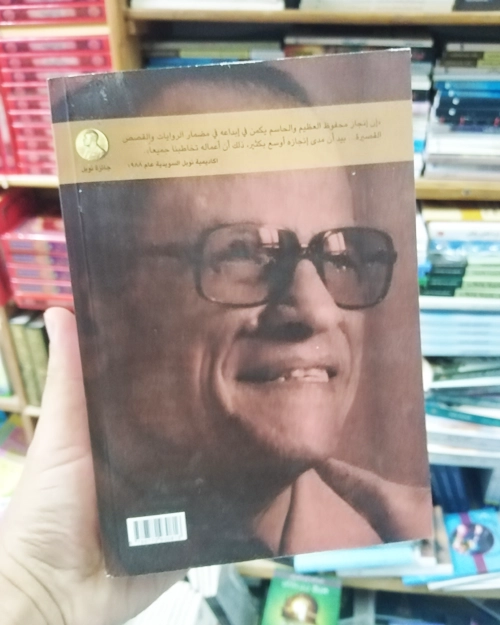 «إن إنجاز محفوظ العظيم والحاسم يكمن في إبداعه في مضمار الروايات والقصص
القصيرة.. بيد أن مدى إنجازه أوسع بكثير، ذلك أن أعماله تخاطبنا جميعا».
أكاديمية نوبل السويدية عام ١٩٨٨
جائزة نوبل